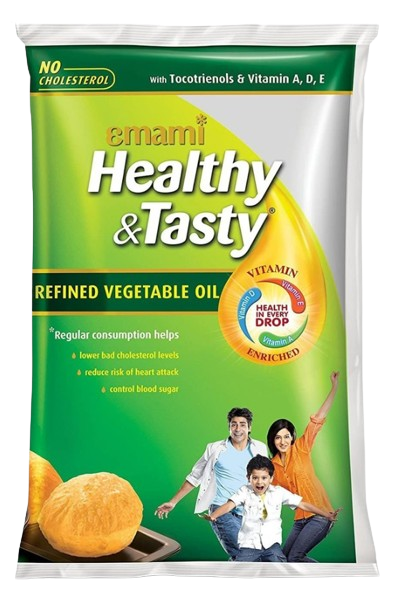 NO
CHOLESTEROL
With Tocotrienols & Vitamin A, D, E
emami*
Healthy
&Tasty®
REFINED VEGETABLE OIL
VITAMIN
Vitamin D
Vitamin E
HEALTH
IN EVERY
DROP
Vitamin A
ENRICHED
*Regular consumption helps
lower bad cholesterol levels
reduce risk of heart attack
control blood sugar